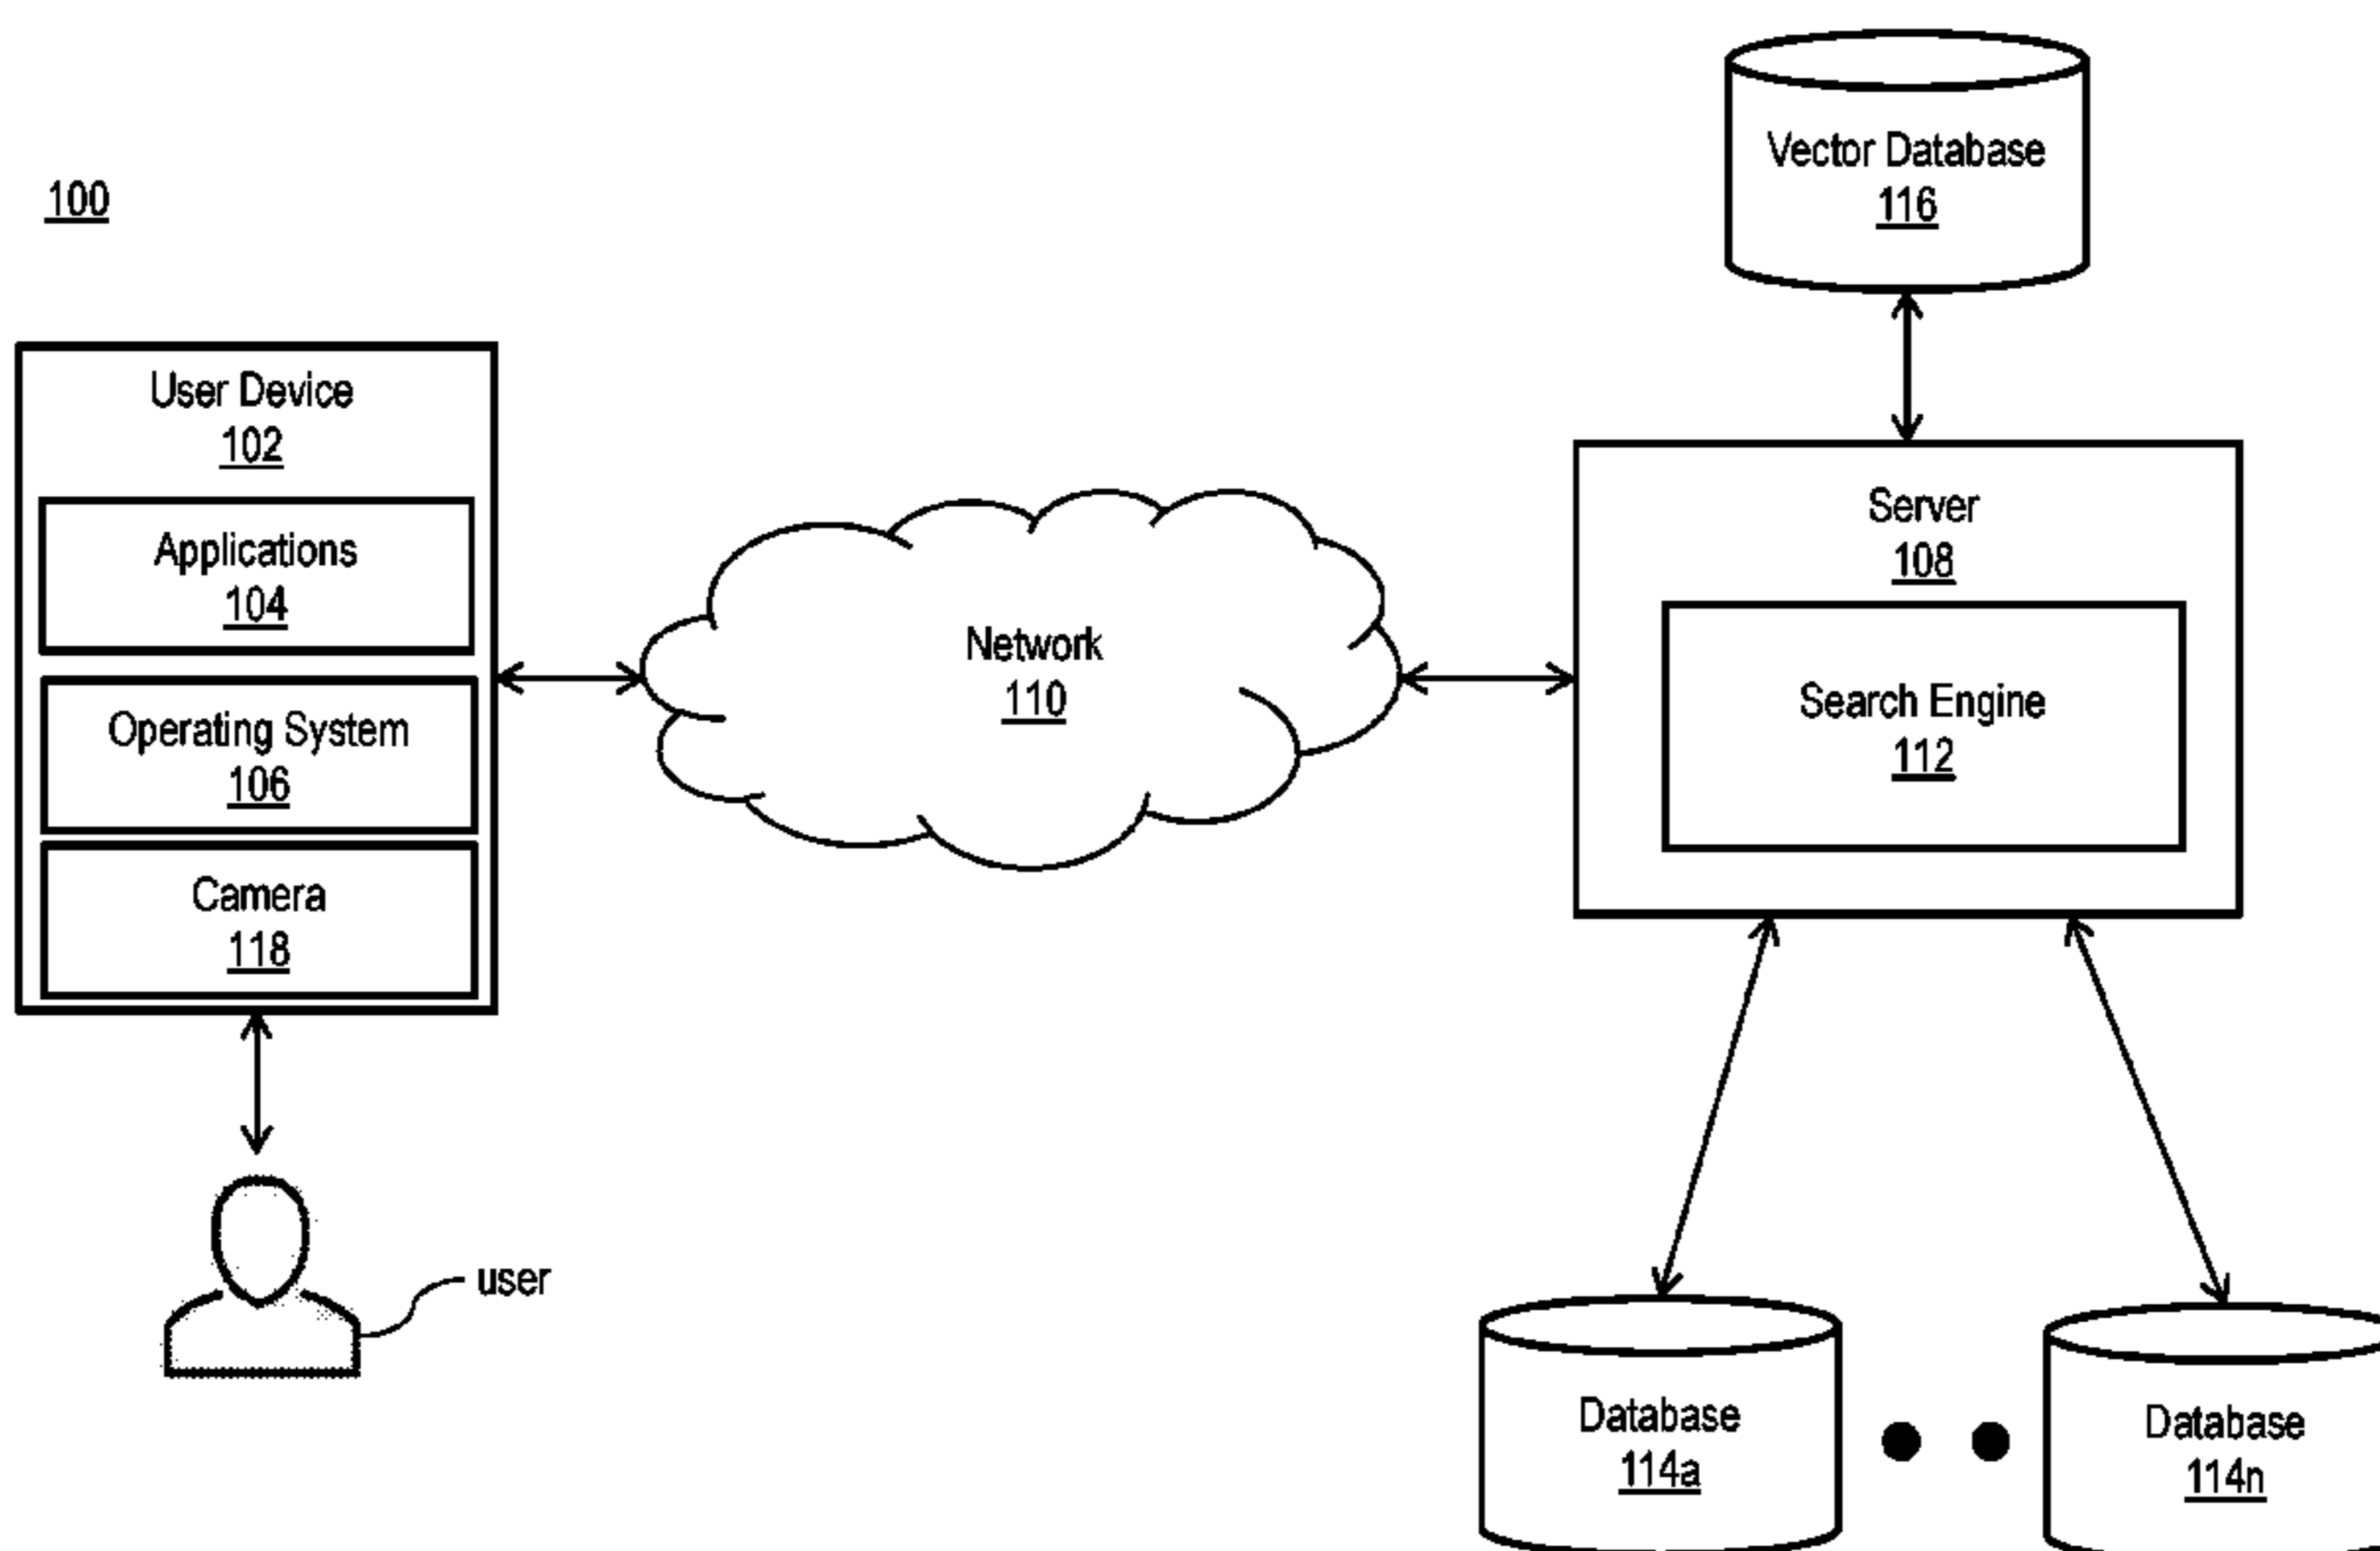 100
User Device
102
Applications
104
Operating System
106
Camera
118
user
Network
110
Vector Database
116
Server
108
Search Engine
112
Database
114a
Database
114n